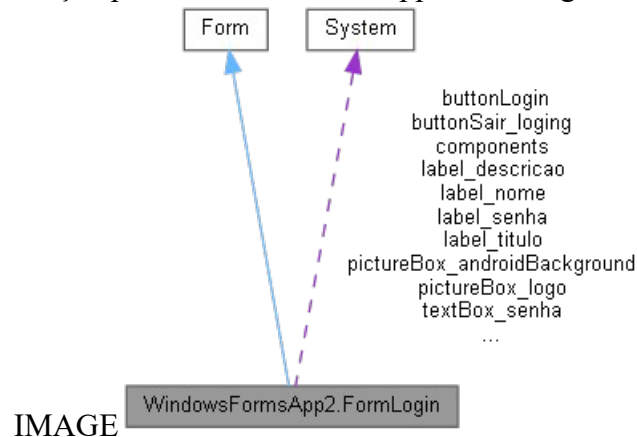 Form
System
buttonLogin
buttonSair_loging
components
label_descricao
label_nome
label_senha
label_titulo
pictureBox_androidBackground
pictureBox_logo
textBox_senha
...
IMAGE
WindowsFormsApp2.FormLogin